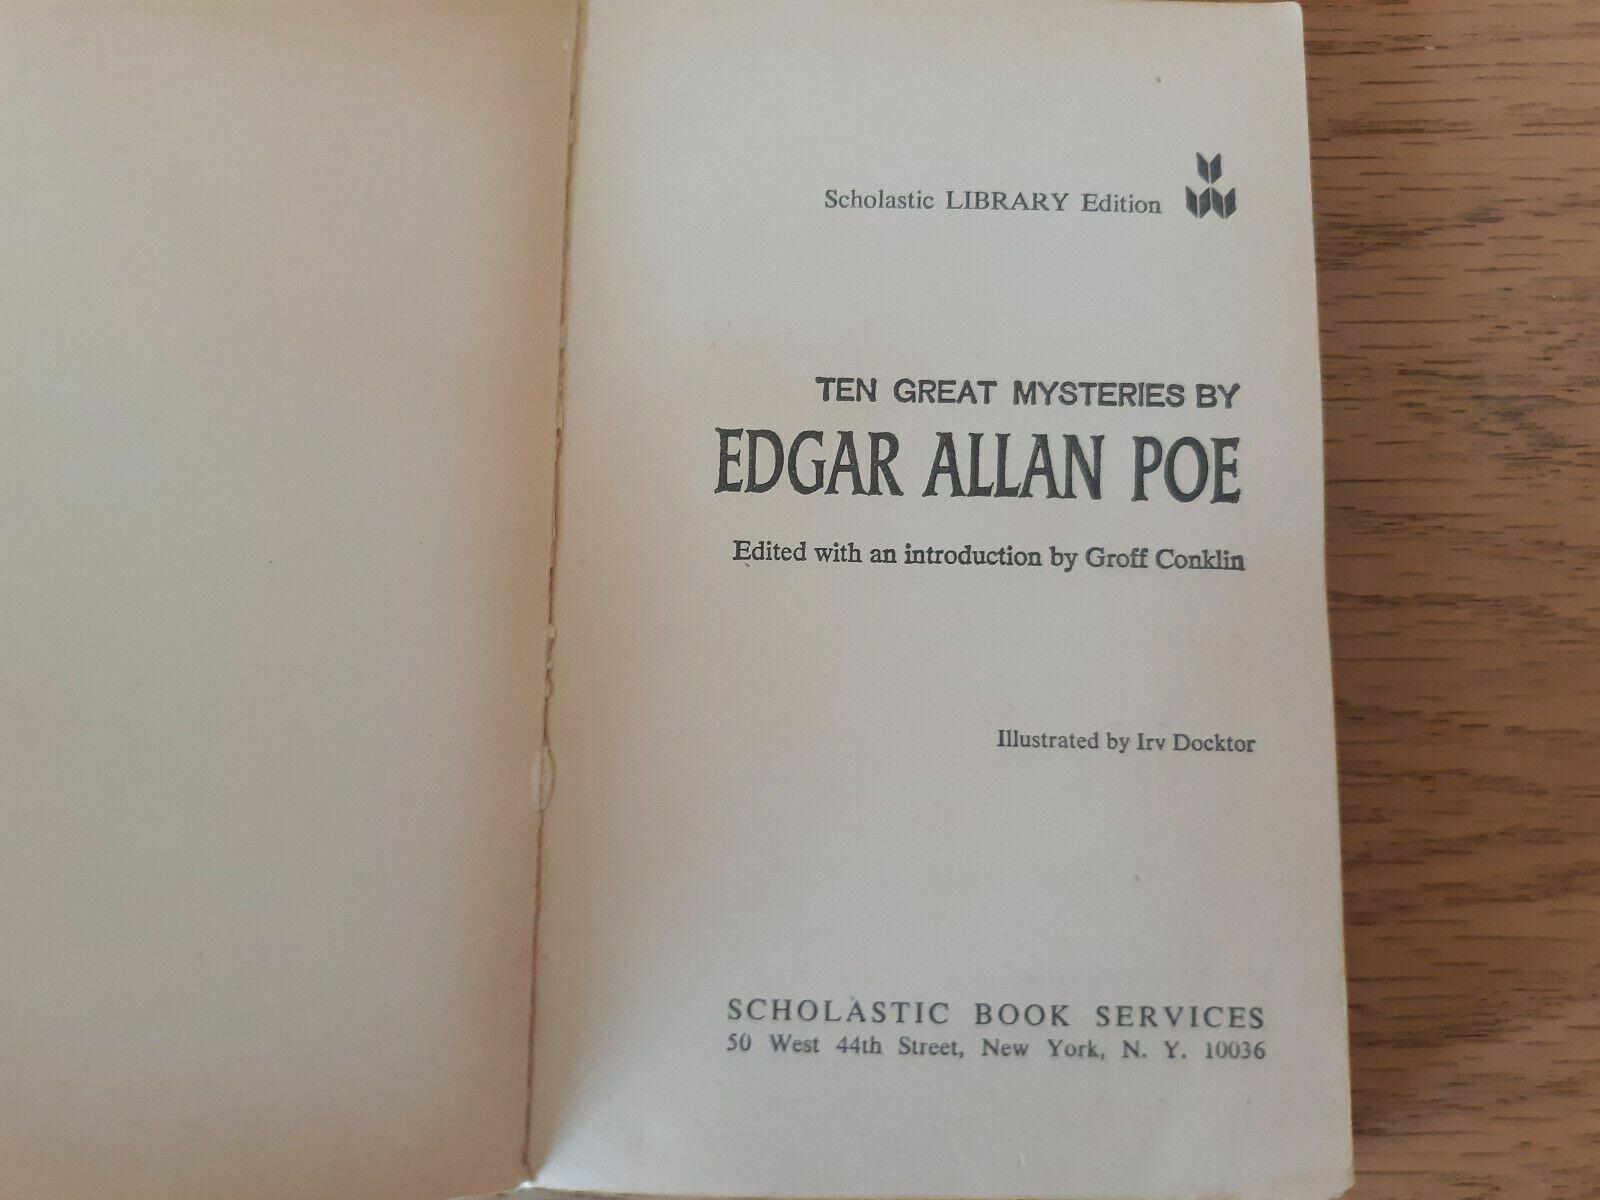 Scholastic LIBRARY Edition
TEN GREAT MYSTERIES BY
EDGAR ALLAN POE
Edited with an introduction by Groff Conklin
Illustrated by Irv Docktor
SCHOLASTIC BOOK SERVICES
50 West 44th Street, New York, N. Y. 10036